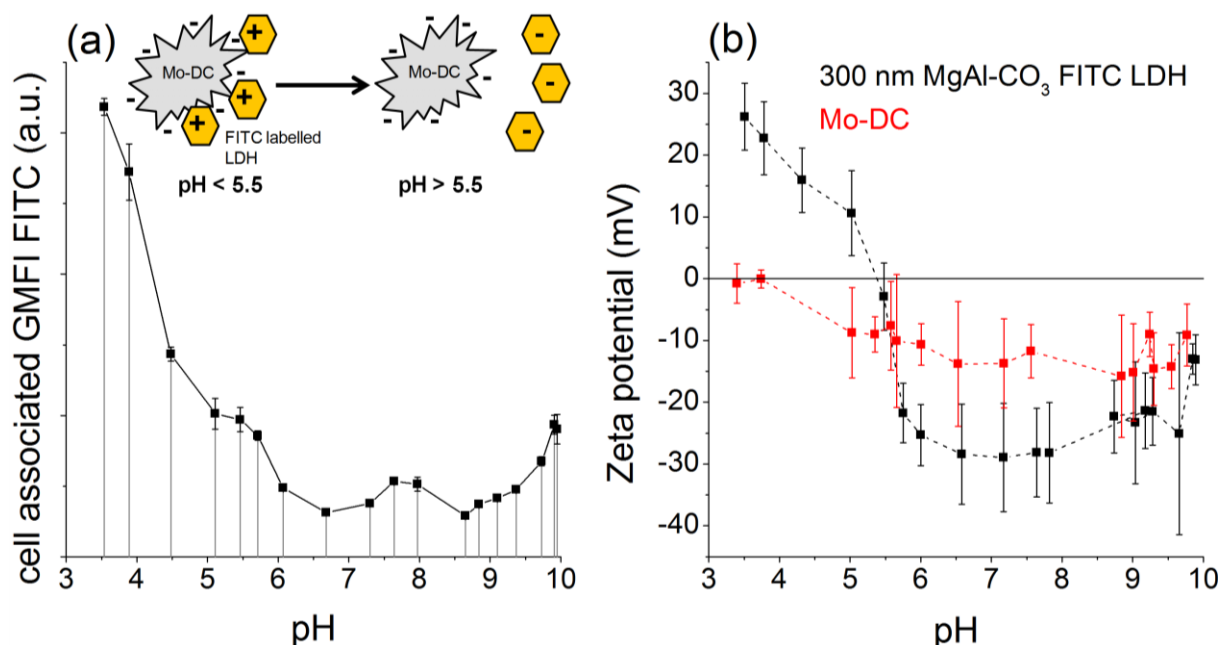 (a)
Mo-DC
FITC labelled
LDH
pH < 5.5
Mo-DC
pH > 5.5
cell associated GMFI FITC (a.u.)
3 4 5 6 7 8 9 10
pH
(b)
300 nm MgAl-CO₃ FITC LDH
Mo-DC
Zeta potential (mV)
30
20
10
0
-10
-20
-30
-40
3 4 5 6 7 8 9 10
pH